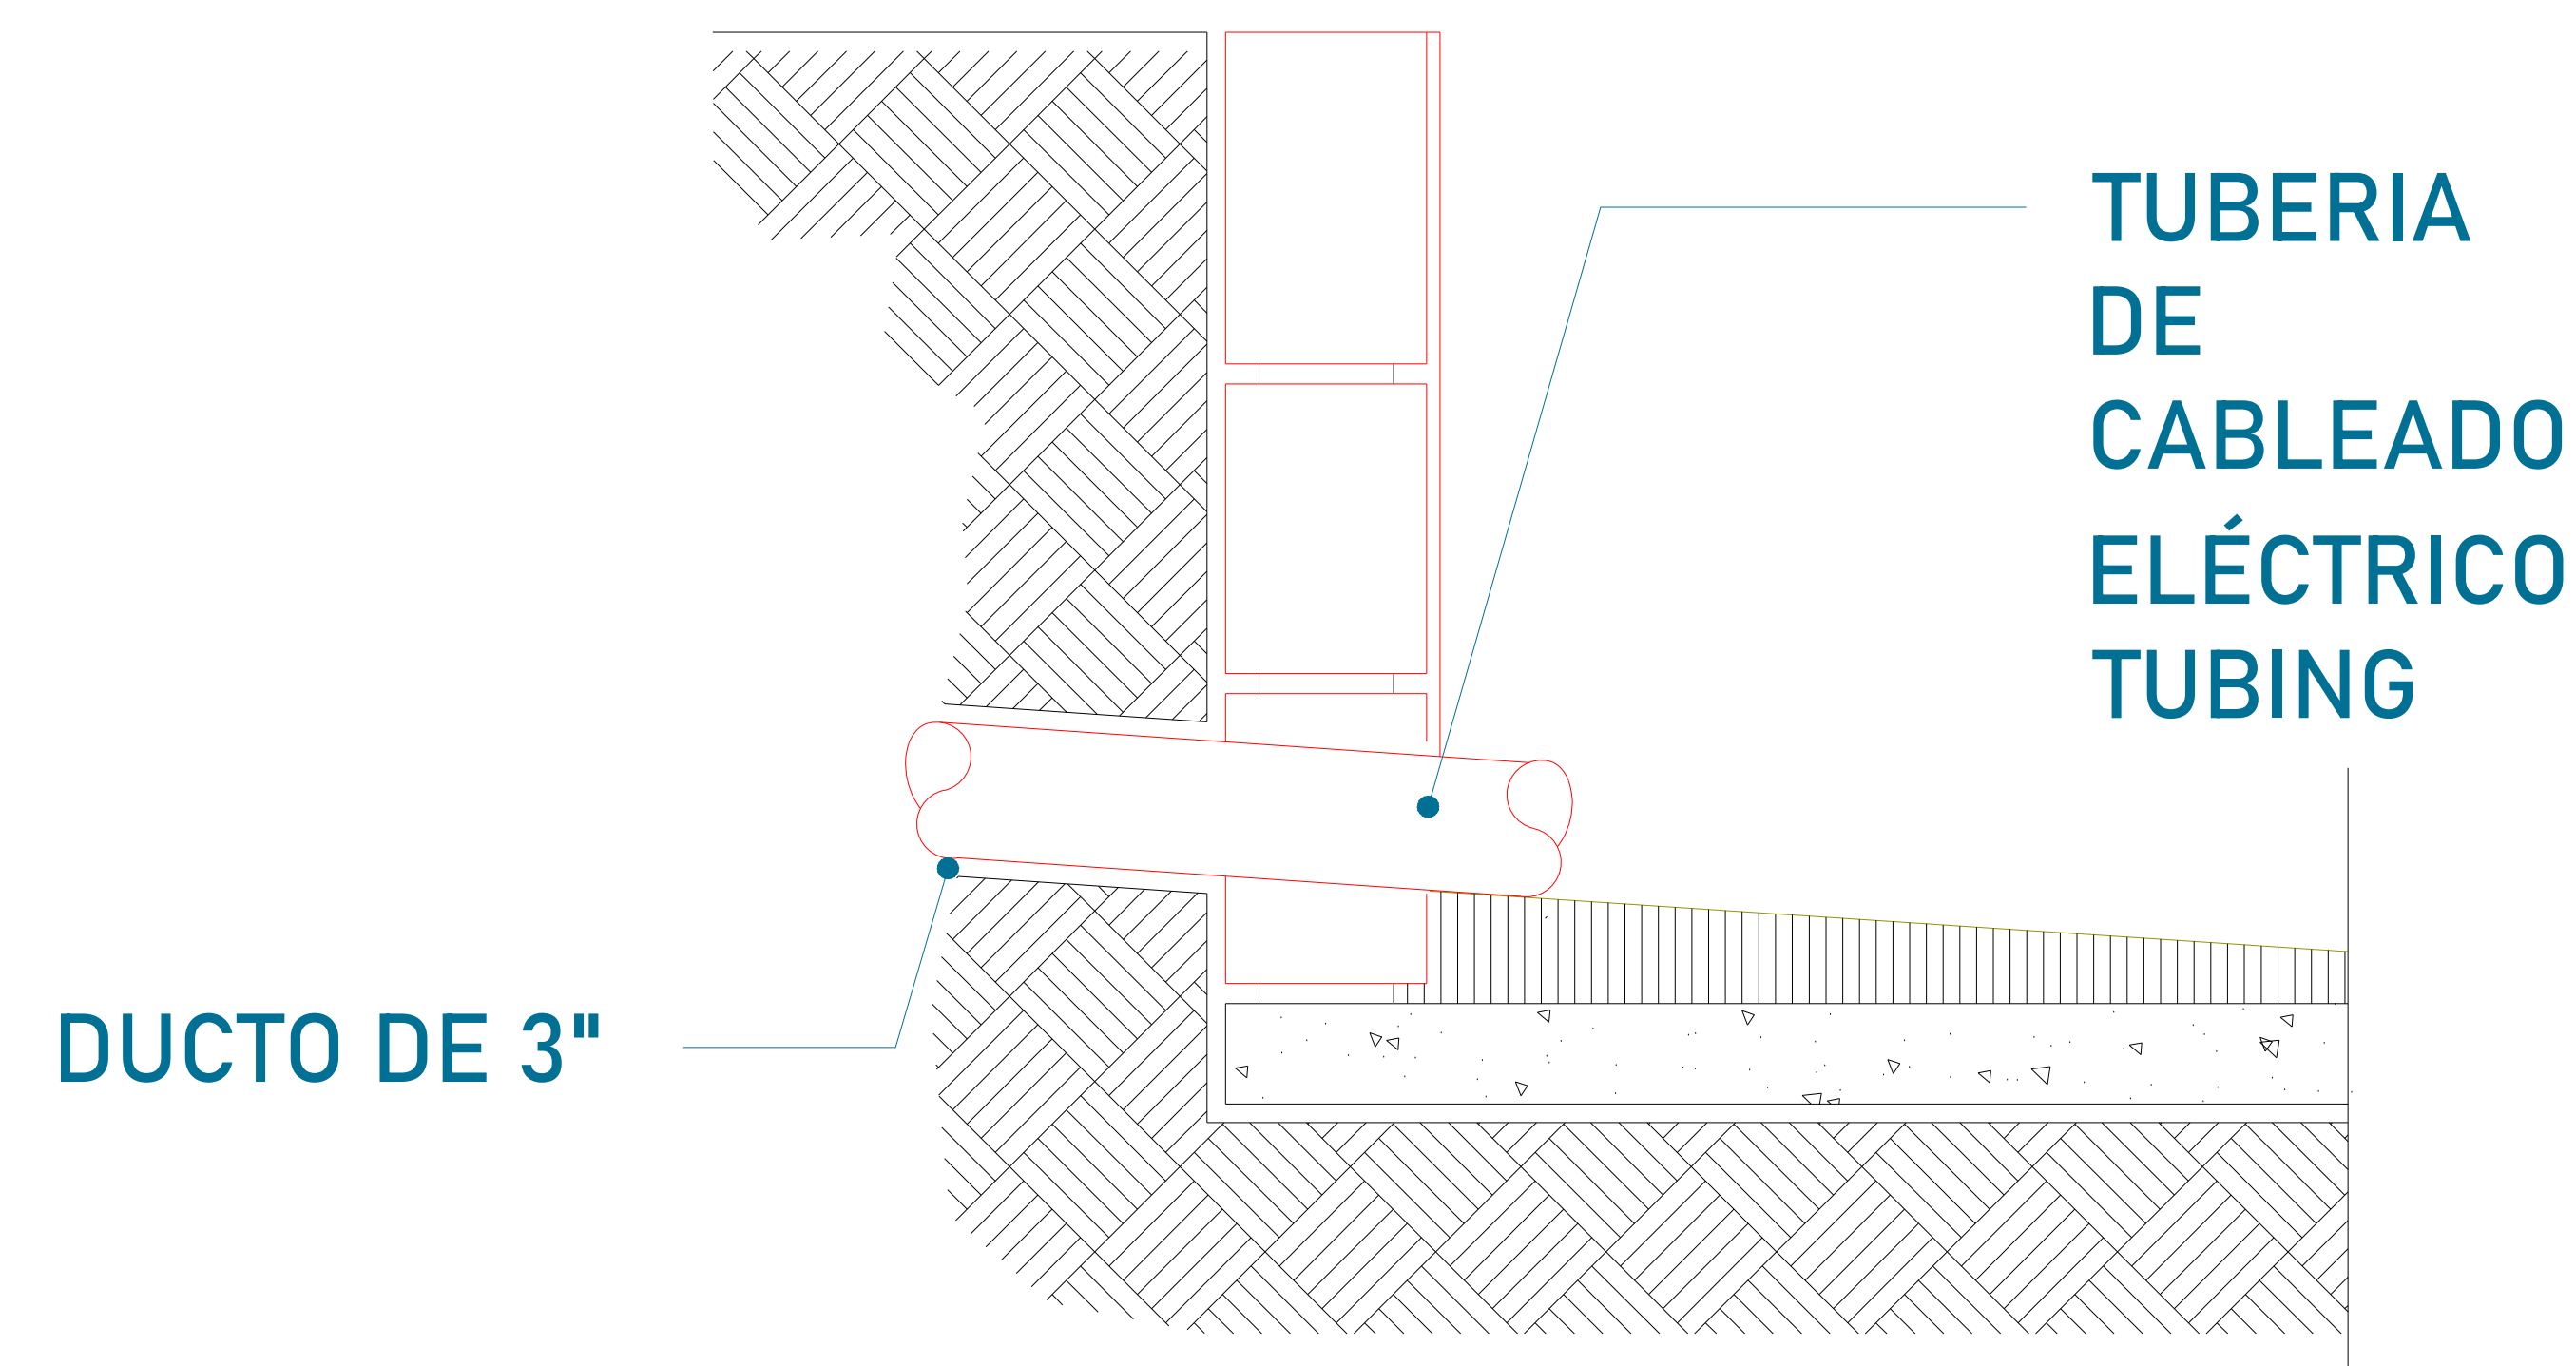 TUBERIA
DE
CABLEADO
ELÉCTRICO
TUBING
DUCTO DE 3"